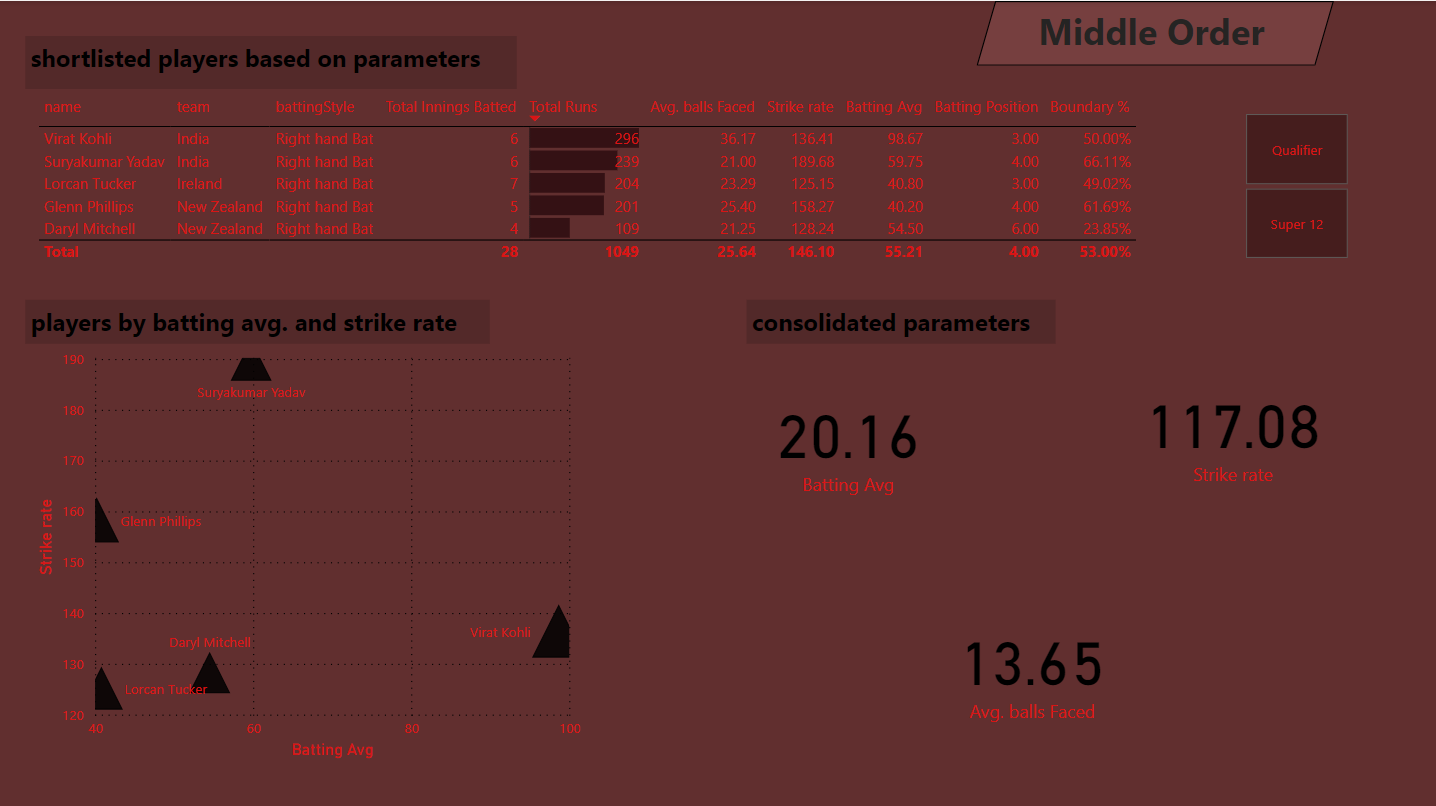 Middle Order
shortlisted players based on parameters
name team battingStyle Total Innings Batted Total Runs Avg. balls Faced Strike rate Batting Avg Batting Position Boundary %
Virat Kohli India Right hand Bat 6 296 36.17 136.41 98.67 3.00 50.00%
Suryakumar Yadav India Right hand Bat 6 239 21.00 189.68 59.75 4.00 66.11%
Lorcan Tucker Ireland Right hand Bat 7 204 23.29 125.15 40.80 3.00 49.02%
Glenn Phillips New Zealand Right hand Bat 5 201 25.40 158.27 40.20 4.00 61.69%
Daryl Mitchell New Zealand Right hand Bat 4 109 21.25 128.24 54.50 6.00 23.85%
Total 28 1049 25.64 146.10 55.21 4.00 53.00%
Qualifier
Super 12
players by batting avg. and strike rate
190
Suryakumar Yadav
180
170
160
Glenn Phillips
150
140
Virat Kohli
Daryl Mitchell
130
Lorcan Tucker
120
40 60 80 100
Strike rate
Batting Avg
consolidated parameters
20.16
Batting Avg
117.08
Strike rate
13.65
Avg. balls Faced